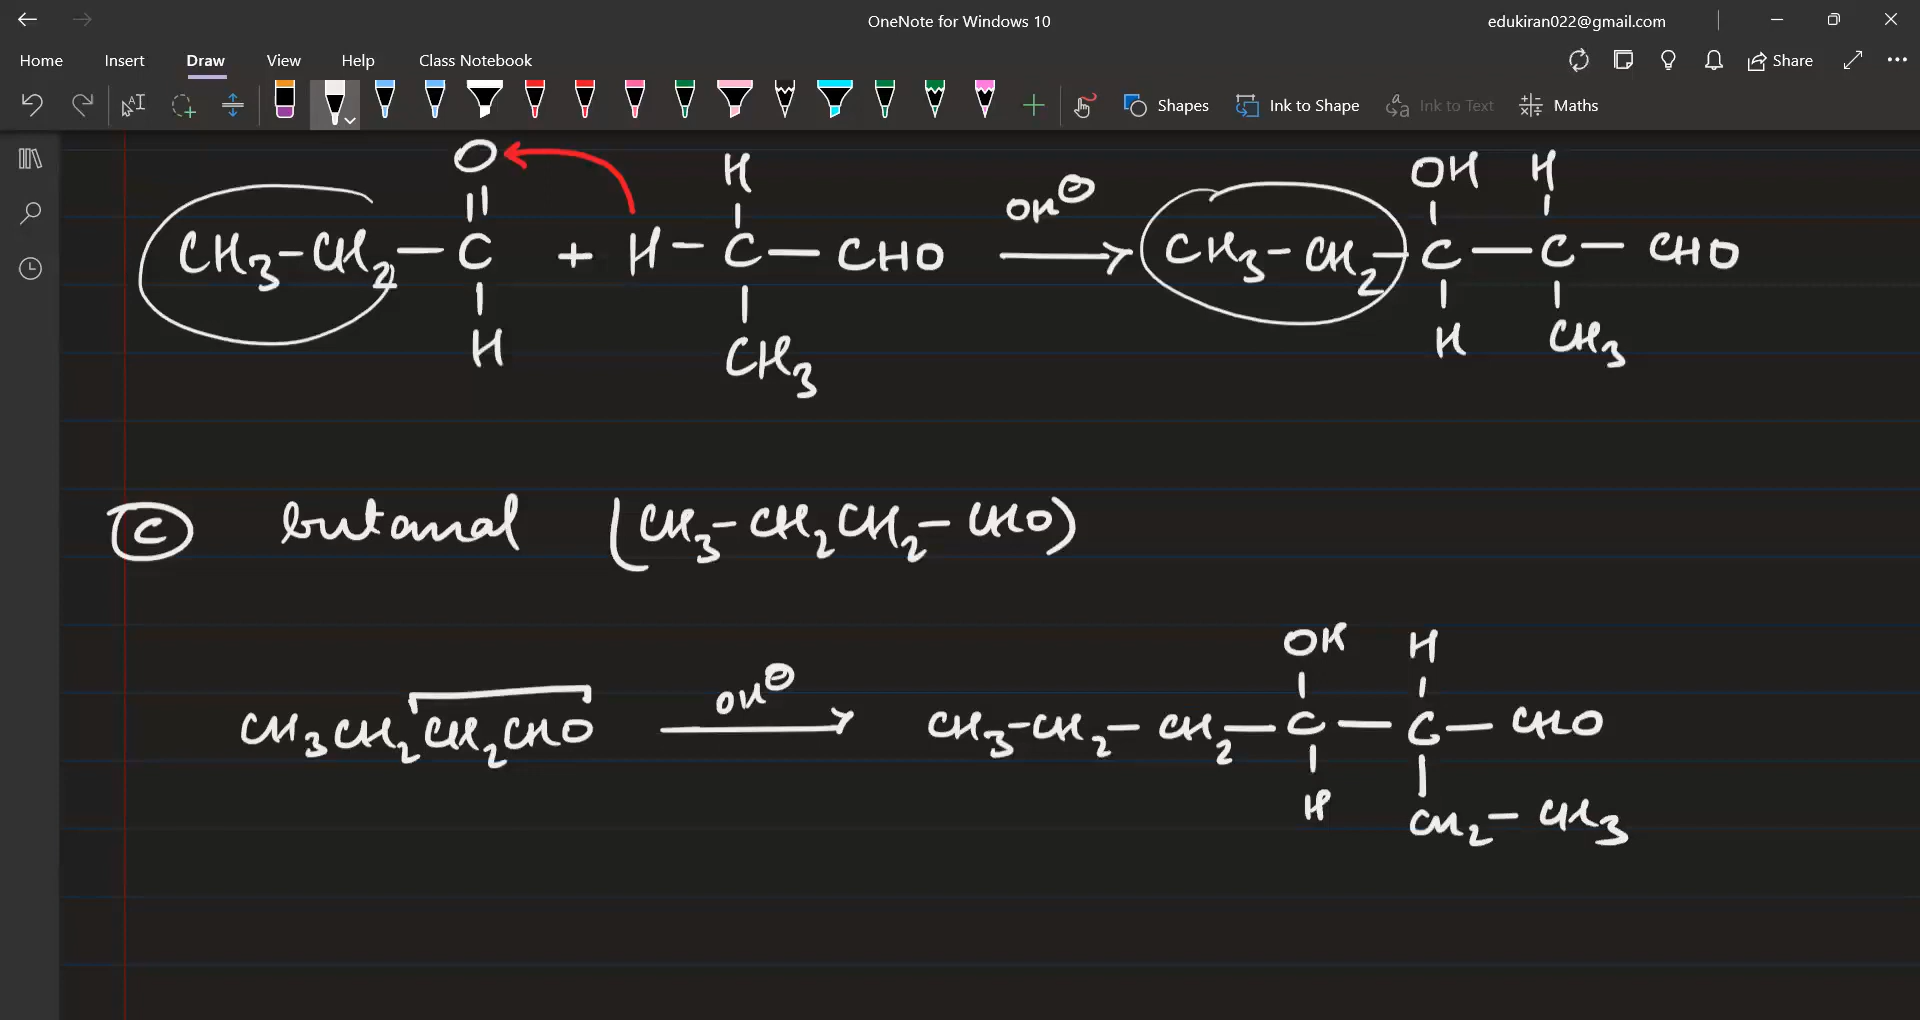 OneNote for Windows 10
edukiran022@gmail.com
Home Insert Draw View Help Class Notebook Share
Shapes Ink to Shape Ink to Text Maths
O H OH H
CH3-CH2-C + H-C-CHO OH⊖ → CH3-CH2-C-C-CHO
H CH3 H CH3
(C) butanal (CH3-CH2CH2-CHO)
OH H
CH3CH2CH2CHO OH⊖ → CH3-CH2-CH2-C-C-CHO
H CH2-CH3